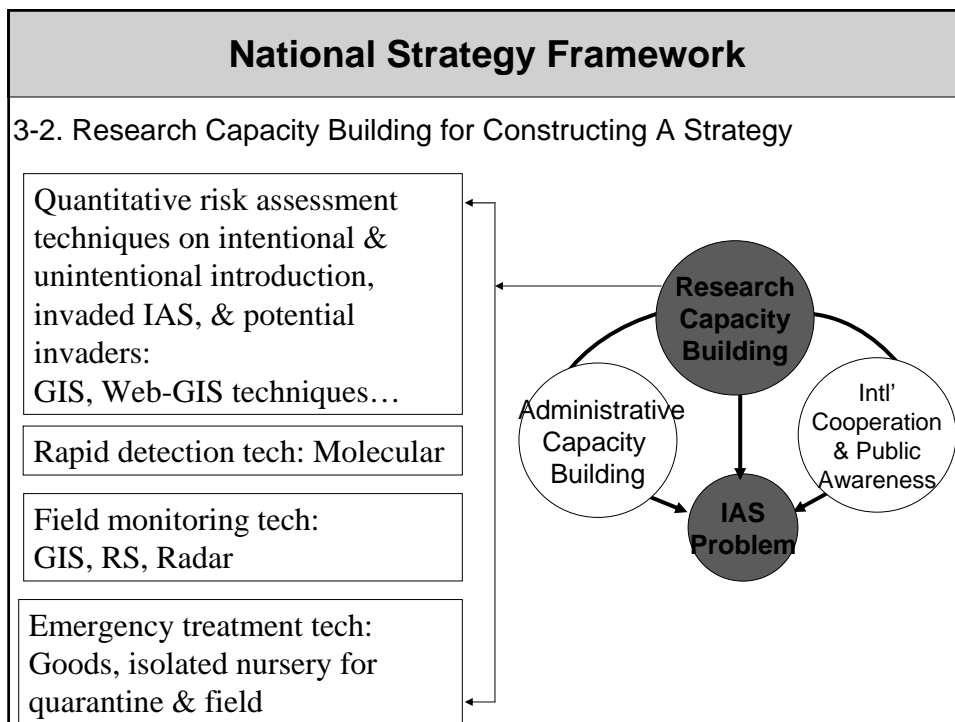 National Strategy Framework
3-2. Research Capacity Building for Constructing A Strategy
Quantitative risk assessment
techniques on intentional &
unintentional introduction,
invaded IAS, & potential
invaders:
GIS, Web-GIS techniques…
Rapid detection tech: Molecular
Field monitoring tech:
GIS, RS, Radar
Emergency treatment tech:
Goods, isolated nursery for
quarantine & field
Research
Capacity
Building
Administrative
Capacity
Building
Intl’
Cooperation
& Public
Awareness
IAS
Problem